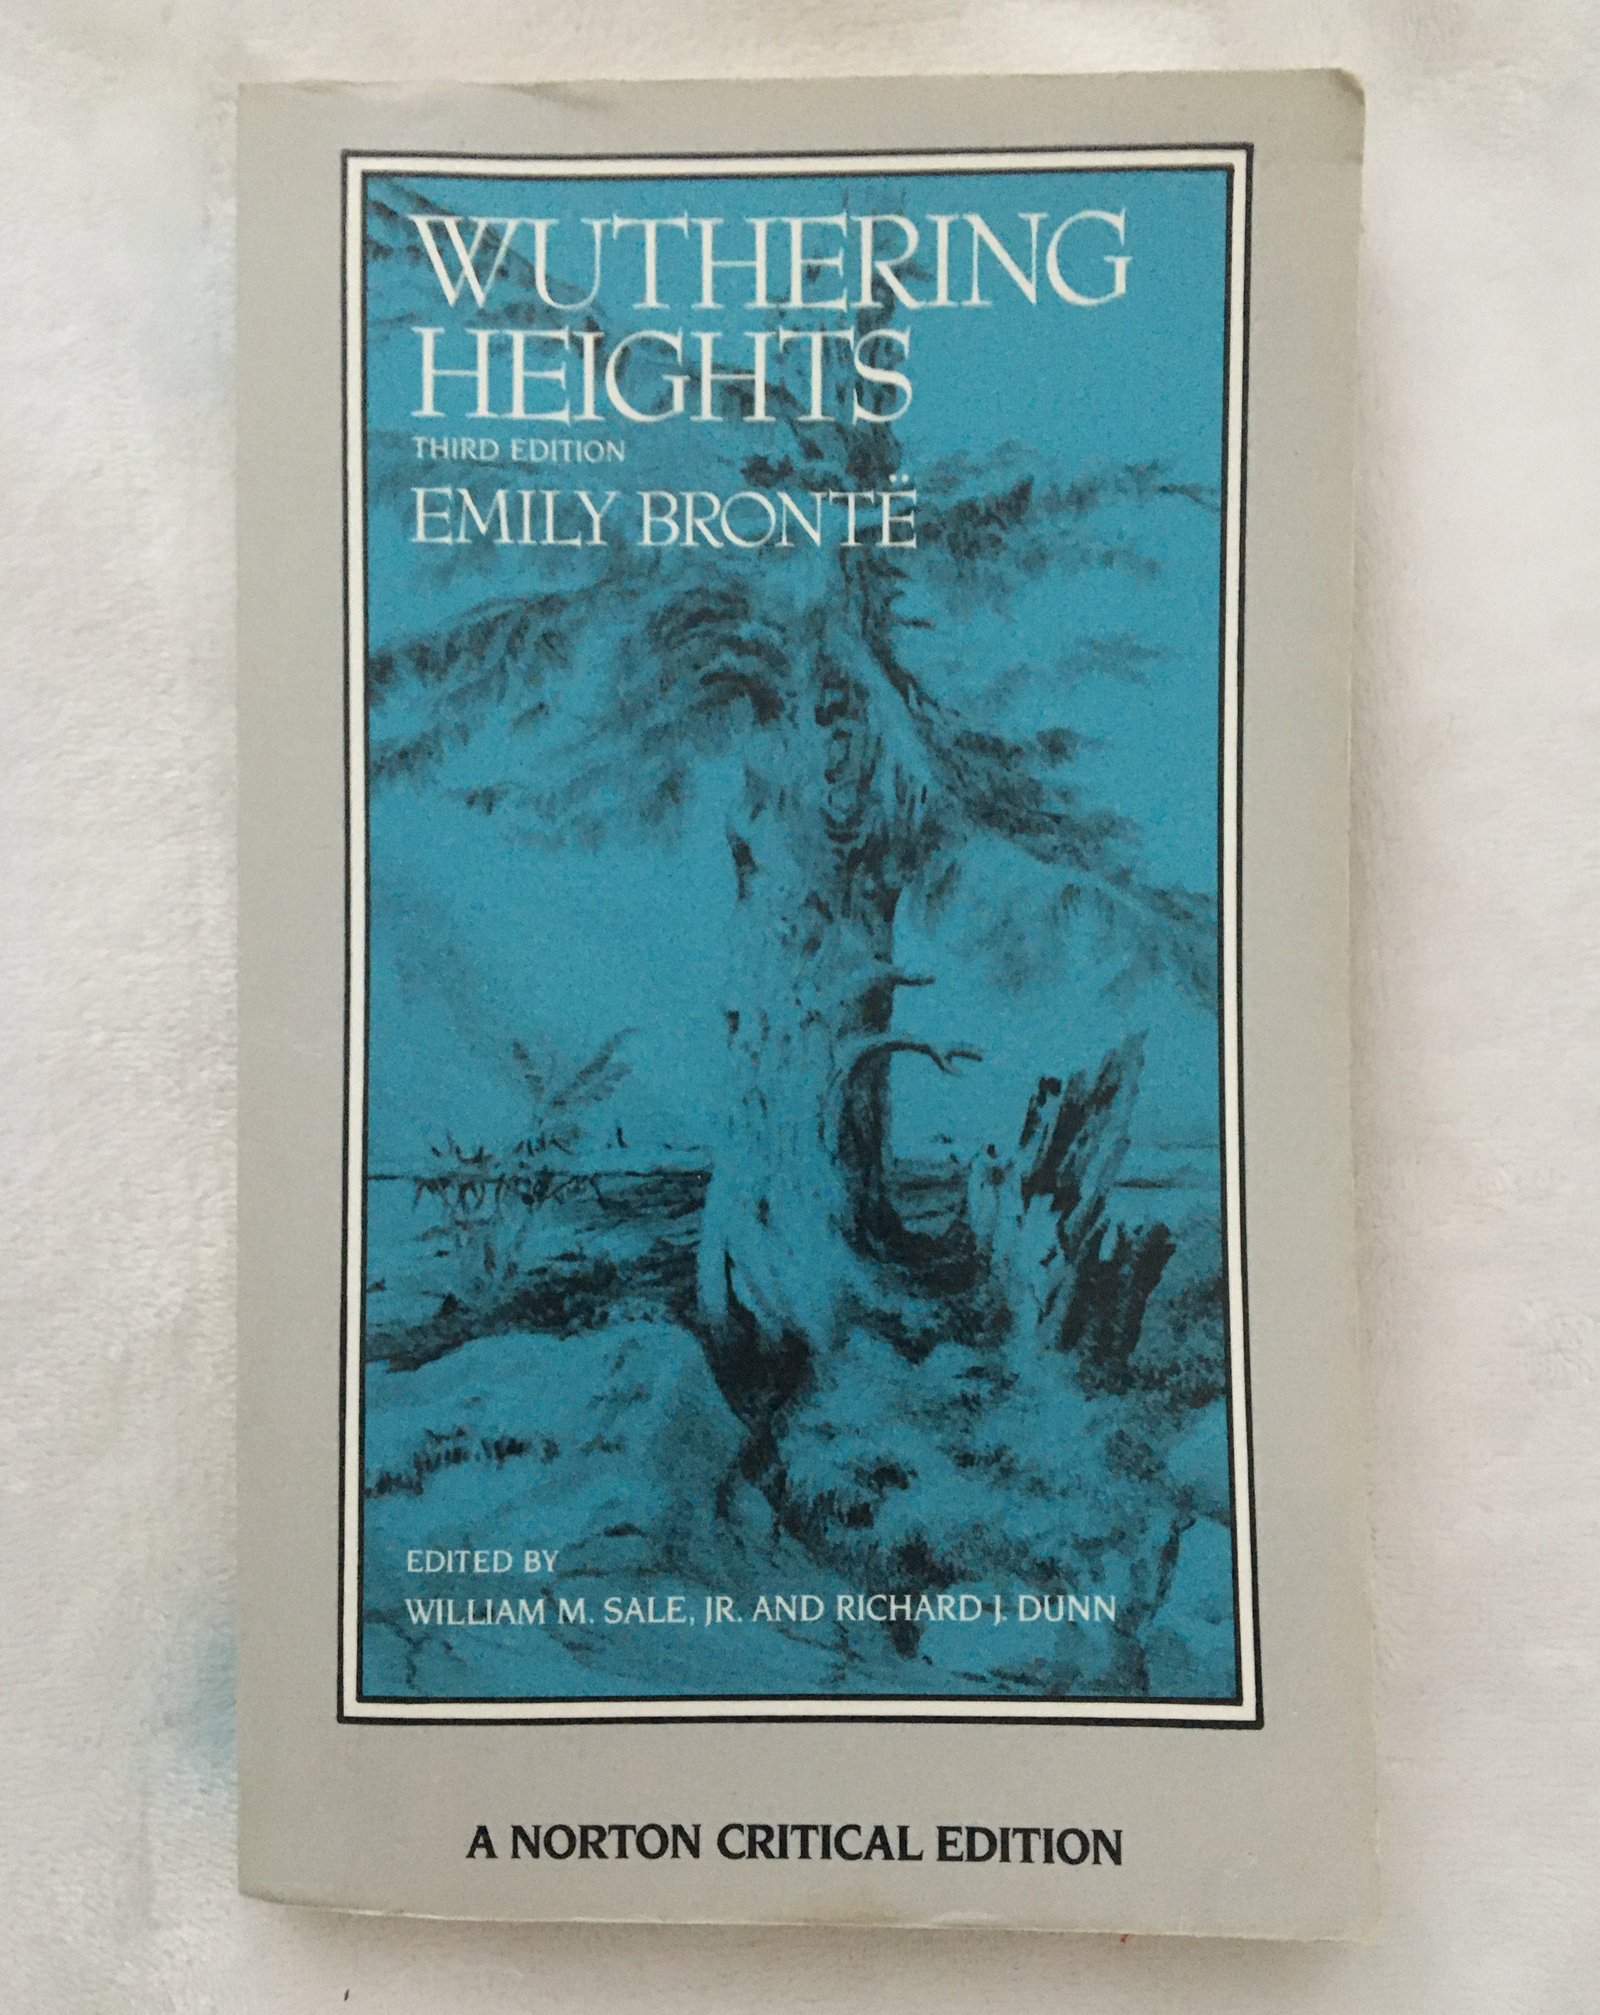 WUTHERING
HEIGHTS
THIRD EDITION
EMILY BRONTË
EDITED BY
WILLIAM M. SALE, JR. AND RICHARD J. DUNN
A NORTON CRITICAL EDITION